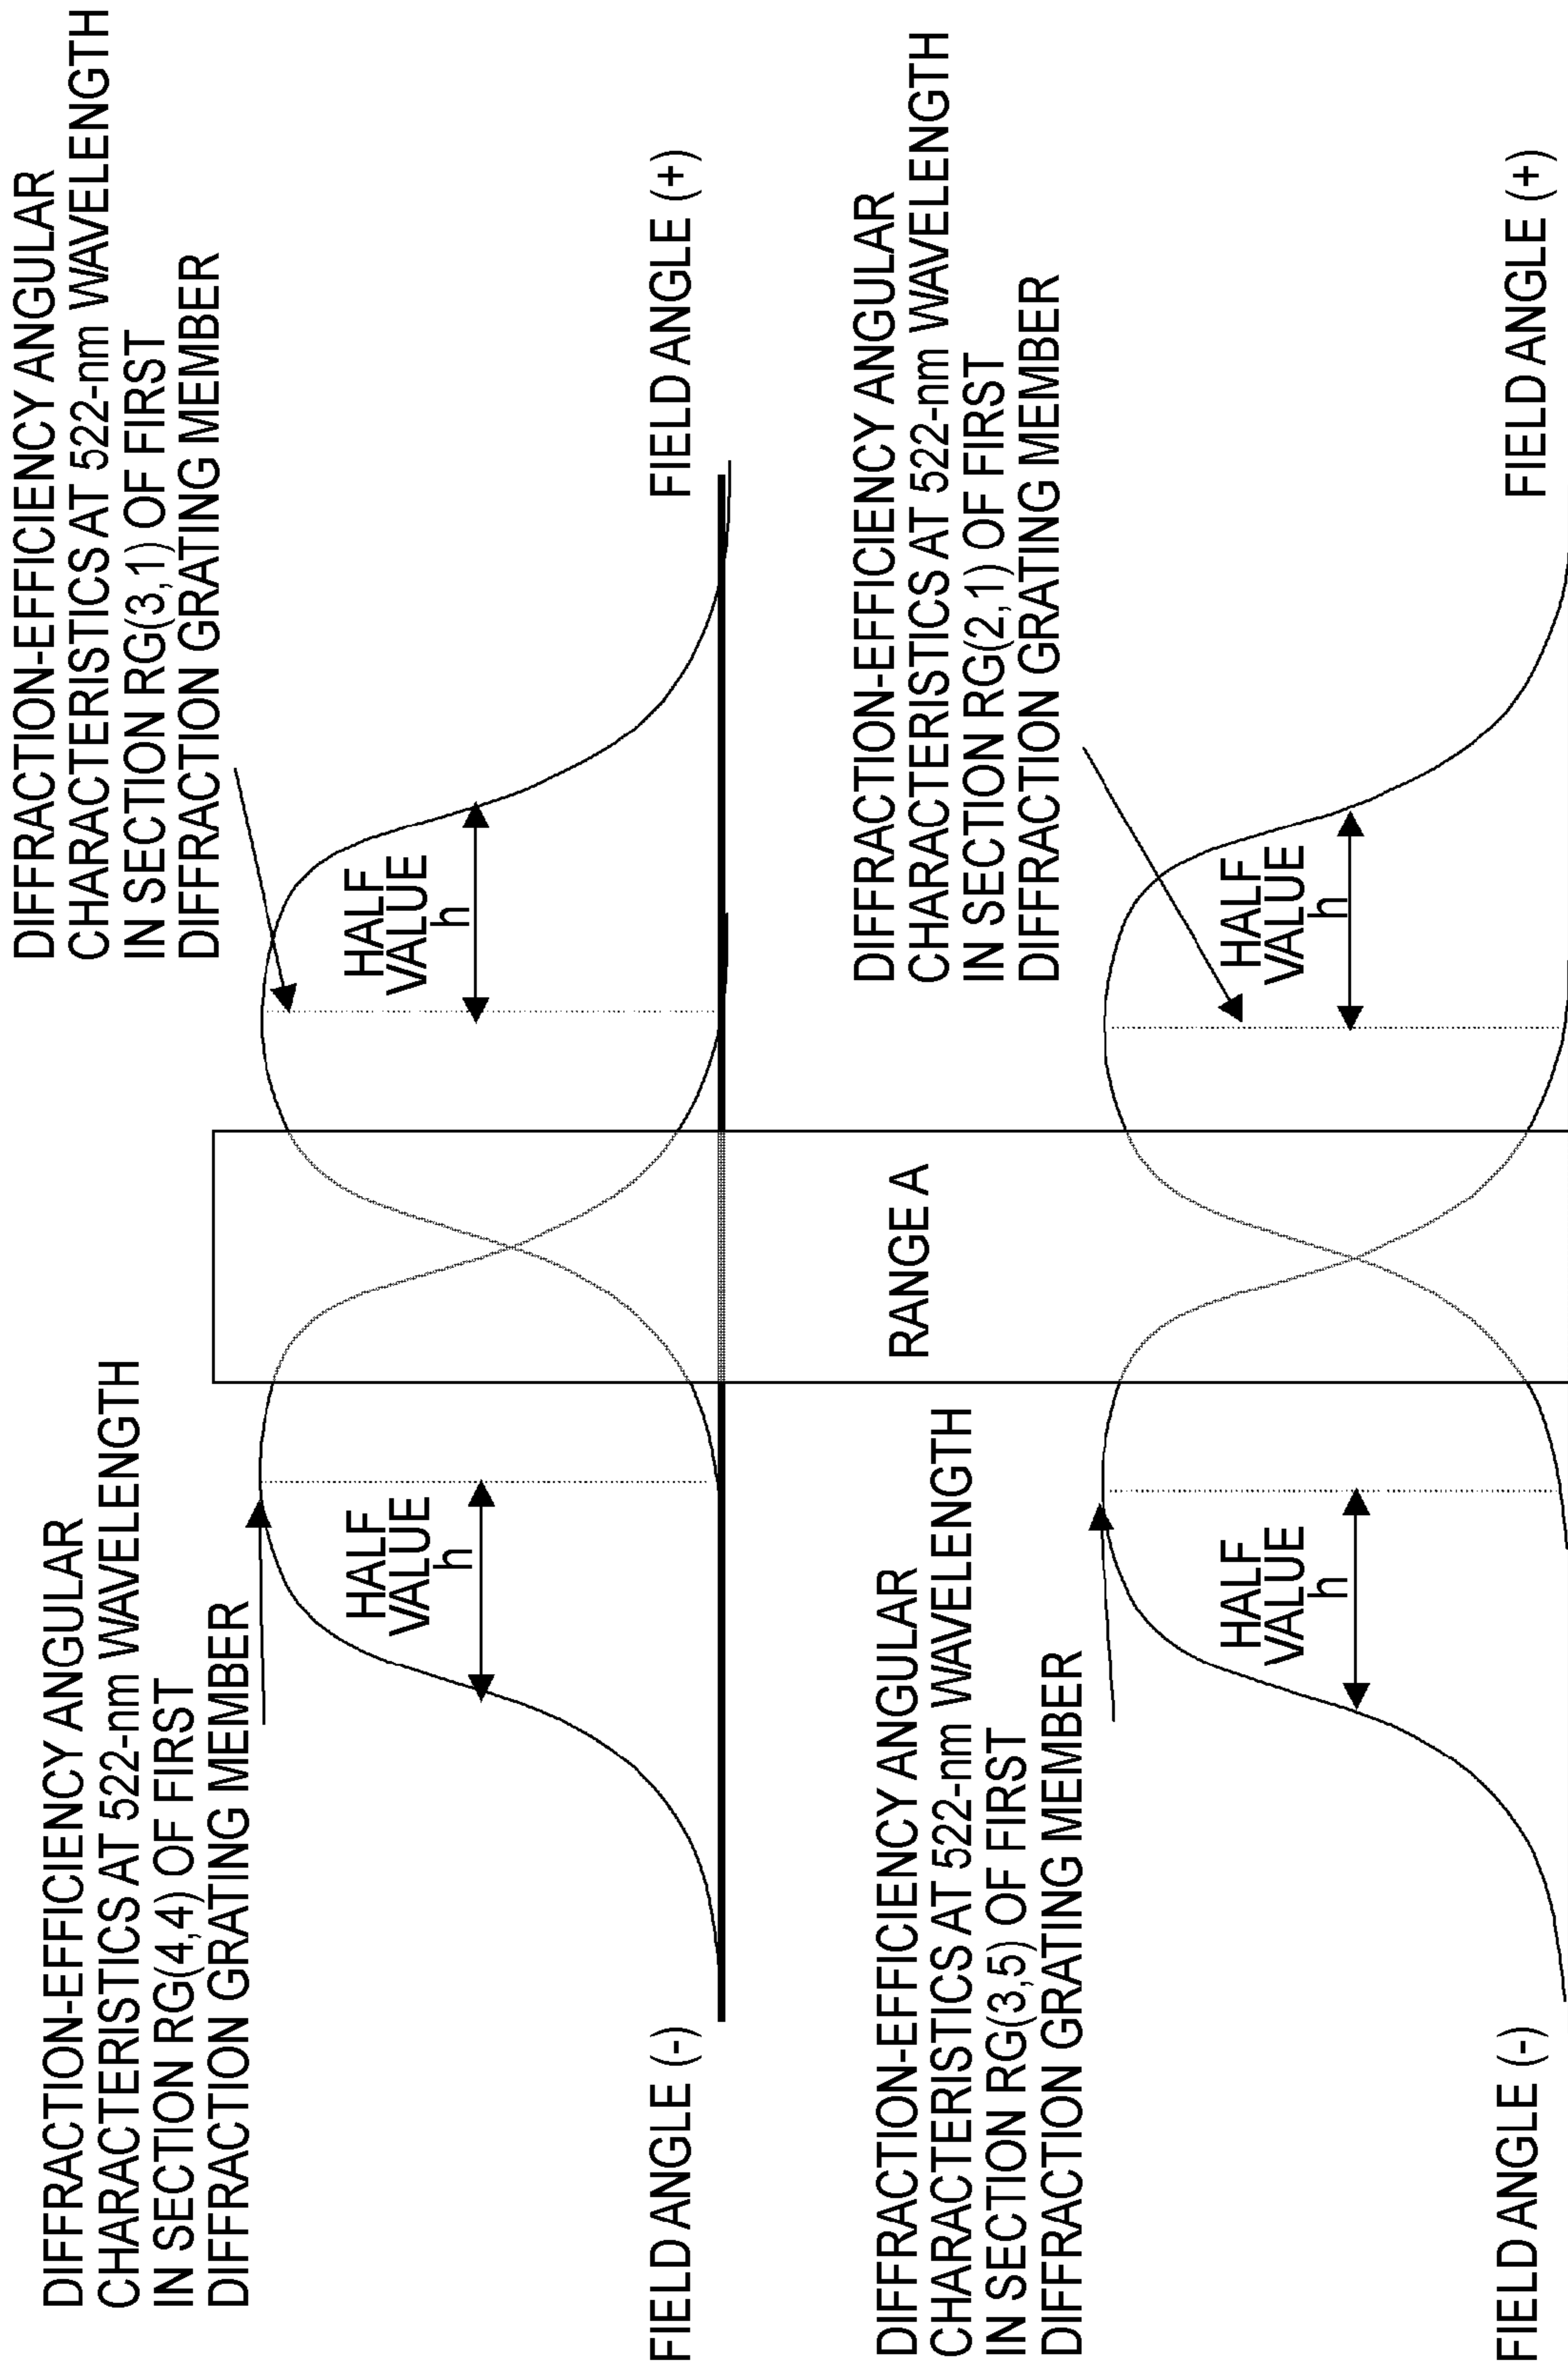 DIFFRACTION-EFFICIENCY ANGULAR
CHARACTERISTICS AT 522-nm WAVELENGTH
IN SECTION RG(4,4) OF FIRST
DIFFRACTION GRATING MEMBER
DIFFRACTION-EFFICIENCY ANGULAR
CHARACTERISTICS AT 522-nm WAVELENGTH
IN SECTION RG(3,1) OF FIRST
DIFFRACTION GRATING MEMBER
HALF
VALUE
h
HALF
VALUE
h
FIELD ANGLE (-)
FIELD ANGLE (+)
RANGE A
DIFFRACTION-EFFICIENCY ANGULAR
CHARACTERISTICS AT 522-nm WAVELENGTH
IN SECTION RG(3,5) OF FIRST
DIFFRACTION GRATING MEMBER
DIFFRACTION-EFFICIENCY ANGULAR
CHARACTERISTICS AT 522-nm WAVELENGTH
IN SECTION RG(2,1) OF FIRST
DIFFRACTION GRATING MEMBER
HALF
VALUE
h
HALF
VALUE
h
FIELD ANGLE (-)
FIELD ANGLE (+)